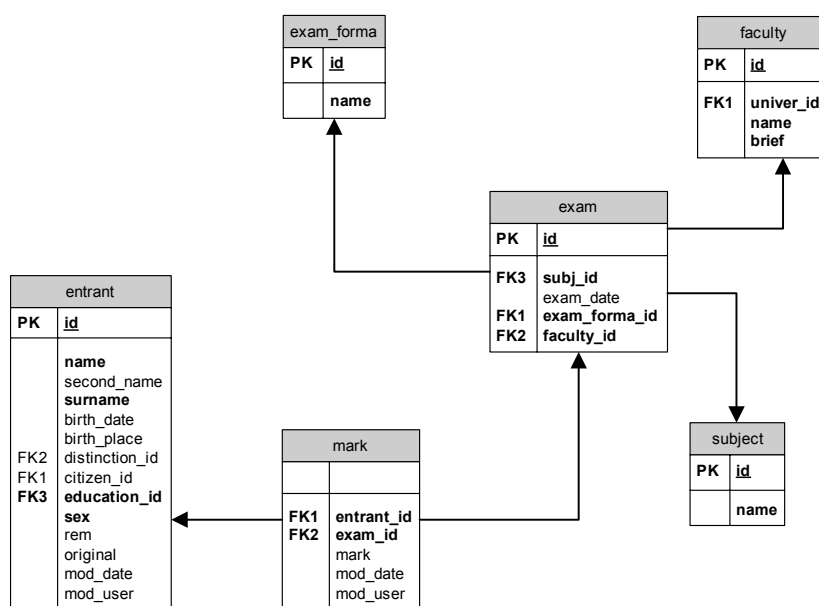 exam_forma
PK id
name
faculty
PK id
FK1 univer_id
name
brief
exam
PK id
FK3 subj_id
exam_date
FK1 exam_forma_id
FK2 faculty_id
entrant
PK id
name
second_name
surname
birth_date
birth_place
FK2 distinction_id
FK1 citizen_id
FK3 education_id
sex
rem
original
mod_date
mod_user
mark
FK1 entrant_id
FK2 exam_id
mark
mod_date
mod_user
subject
PK id
name